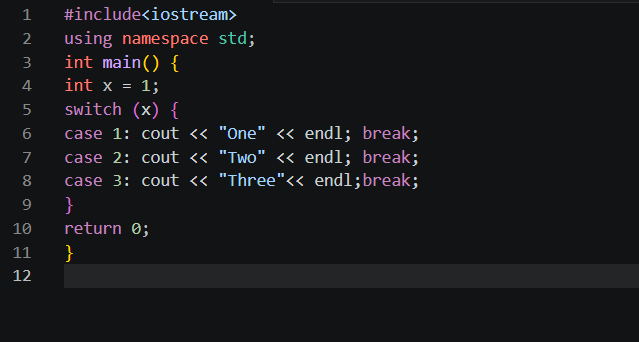 1 #include<iostream>
2 using namespace std;
3 int main() {
4 int x = 1;
5 switch (x) {
6 case 1: cout << "One" << endl; break;
7 case 2: cout << "Two" << endl; break;
8 case 3: cout << "Three"<< endl;break;
9 }
10 return 0;
11 }
12